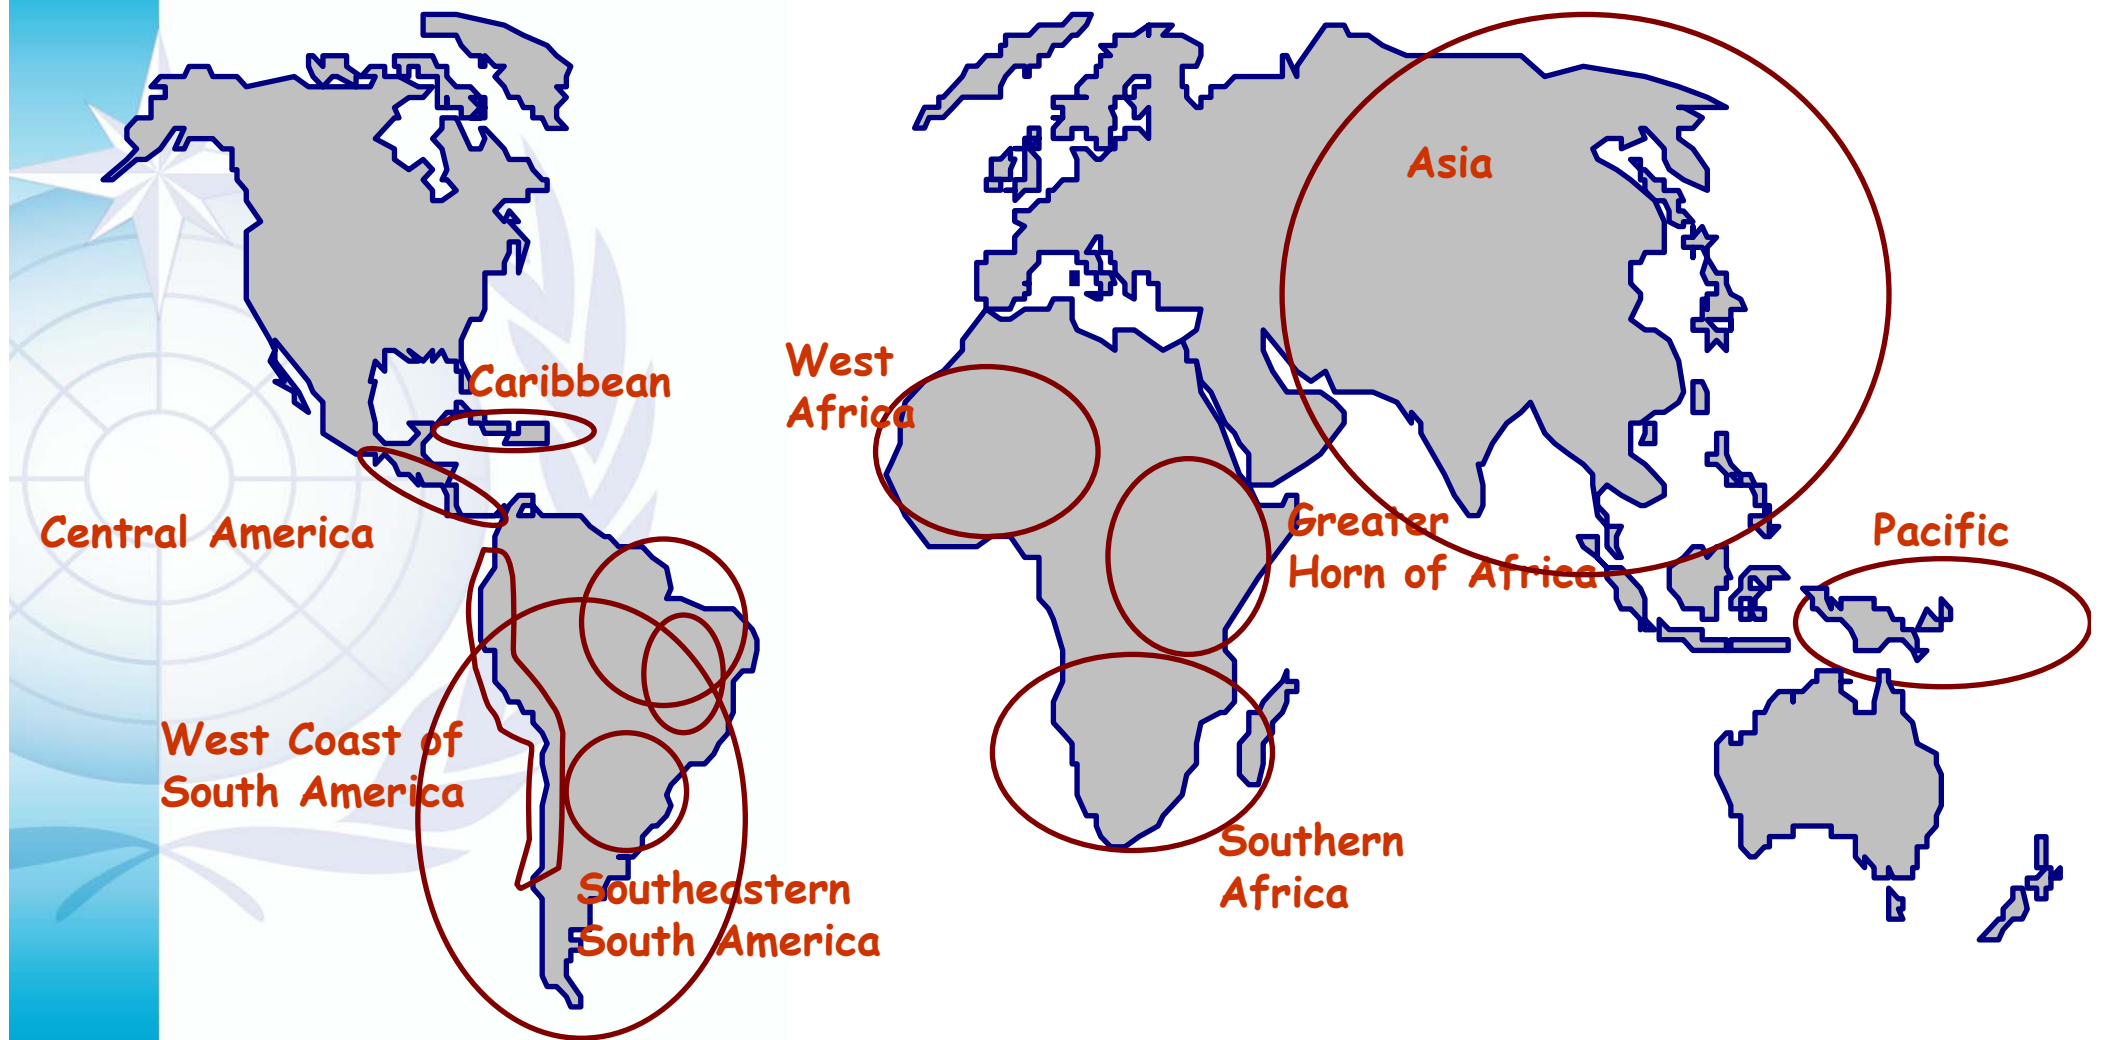 Asia
West
Africa
Caribbean
Central America
Greater
Horn of Africa
Pacific
West Coast of
South America
Southern
Africa
Southeastern
South America